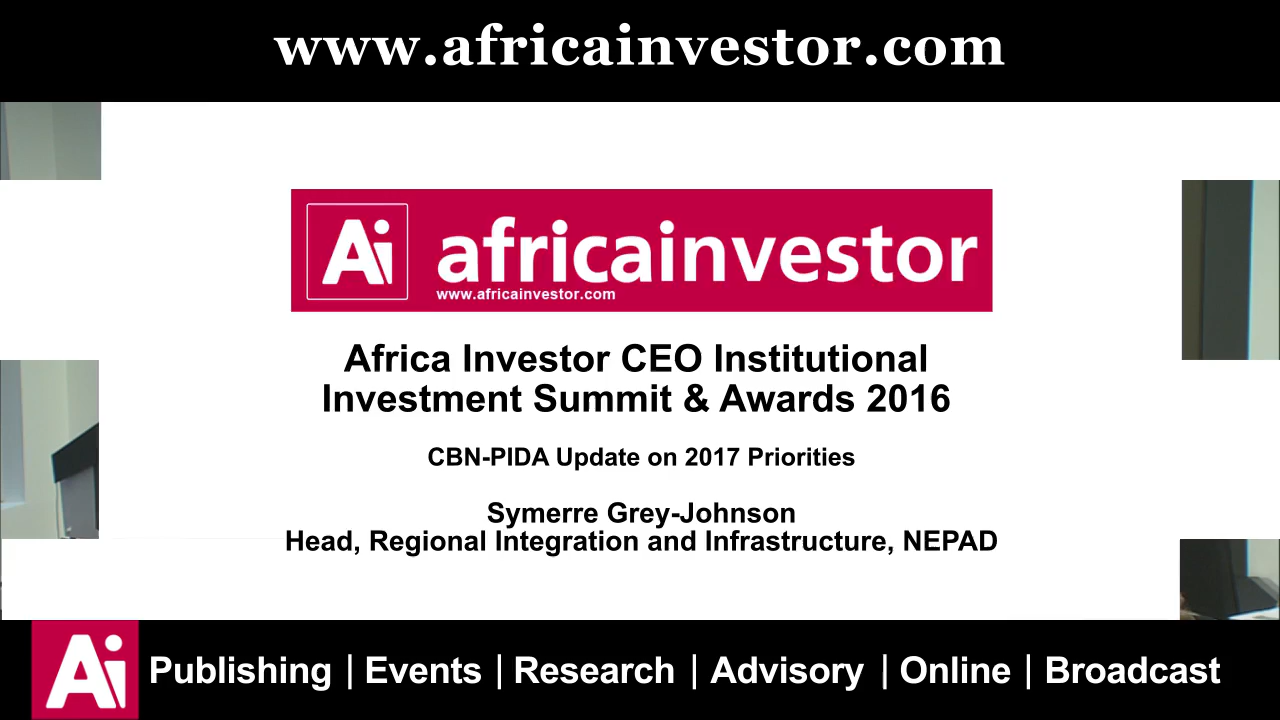 www.africainvestor.com
Ai africainvestor
www.africainvestor.com
Africa Investor CEO Institutional
Investment Summit & Awards 2016
CBN-PIDA Update on 2017 Priorities
Symerre Grey-Johnson
Head, Regional Integration and Infrastructure, NEPAD
Ai Publishing | Events | Research | Advisory | Online | Broadcast